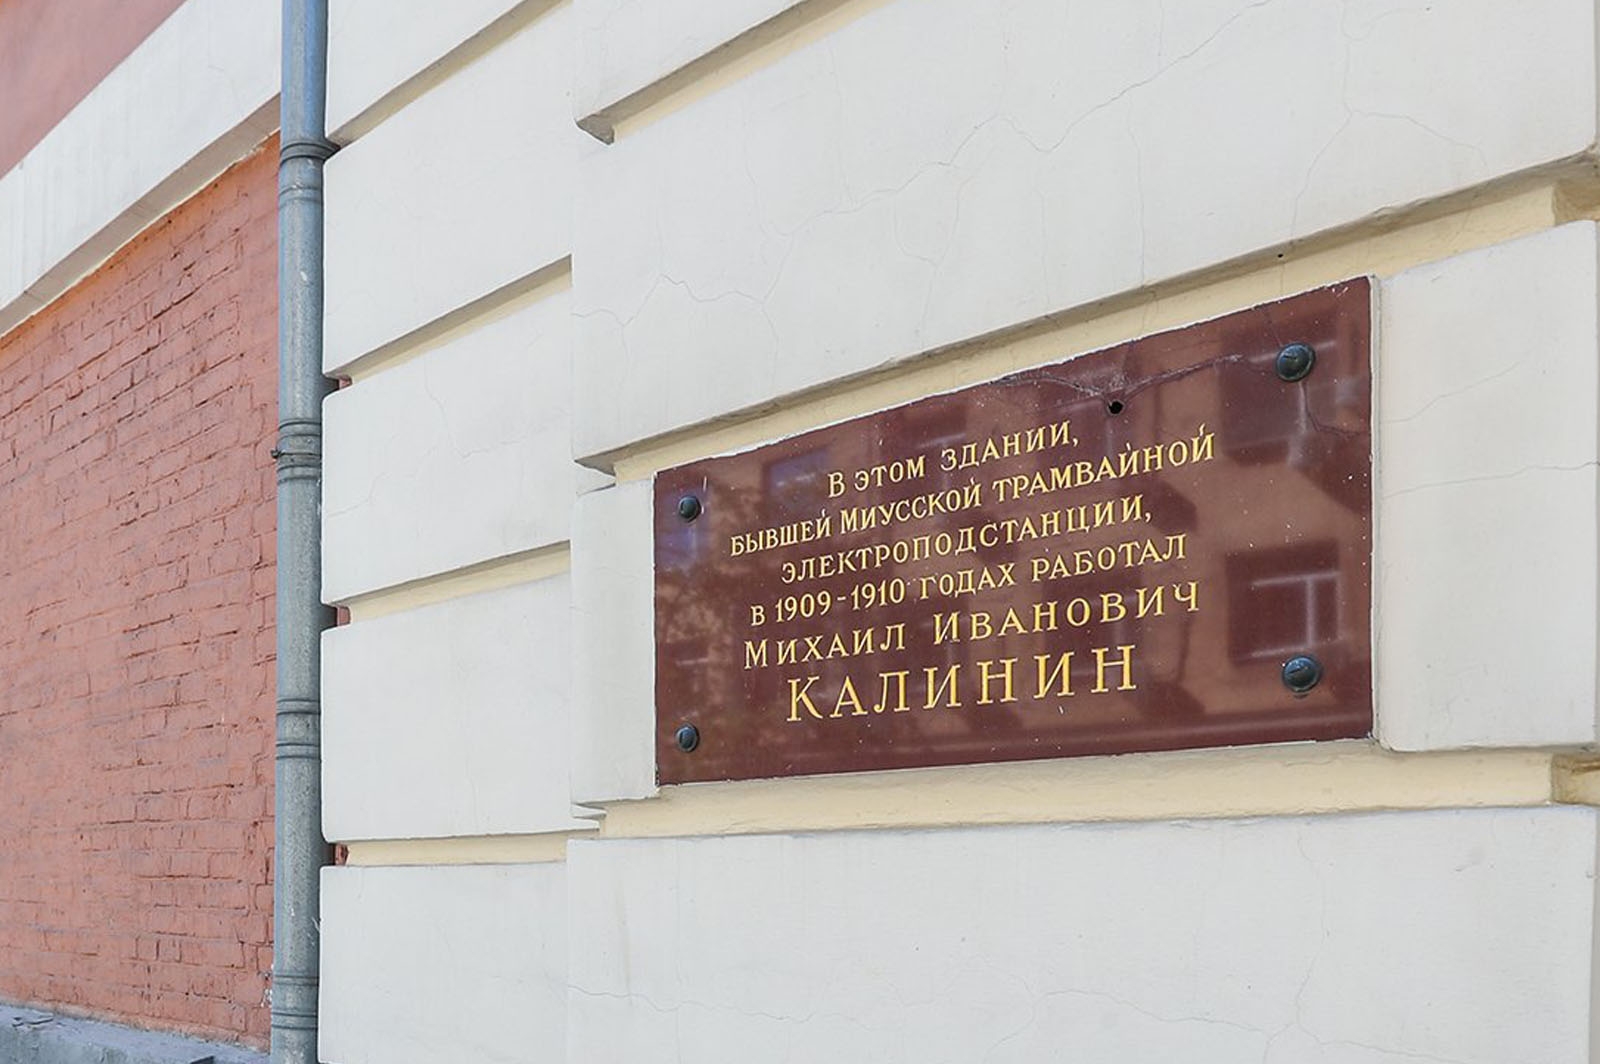 В ЭТОМ ЗДАНИИ,
БЫВШЕЙ МИУССКОЙ ТРАМВАЙНОЙ
ЭЛЕКТРОПОДСТАНЦИИ,
В 1909-1910 ГОДАХ РАБОТАЛ
МИХАИЛ ИВАНОВИЧ
КАЛИНИН